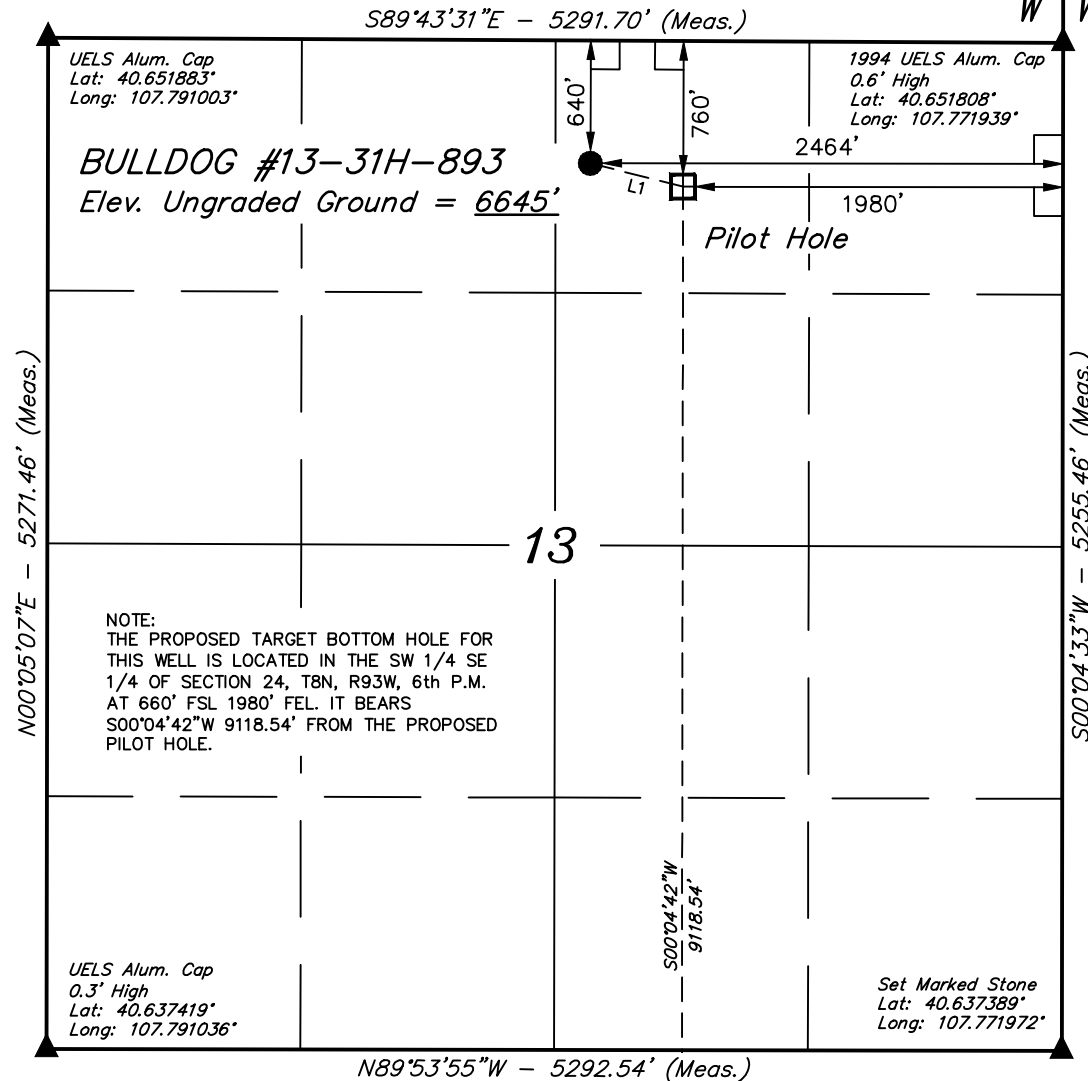 S89°43'31"E - 5291.70' (Meas.)
W
UELS Alum. Cap
Lat: 40.651883°
Long: 107.791003°
1994 UELS Alum. Cap
0.6' High
Lat: 40.651808°
Long: 107.771939°
640'
760'
2464'
BULLDOG #13-31H-893
Elev. Ungraded Ground = 6645'
L1
1980'
Pilot Hole
N00°05'07"E - 5271.46' (Meas.)
S00°04'33"W - 5255.46' (Meas.)
13
NOTE:
THE PROPOSED TARGET BOTTOM HOLE FOR
THIS WELL IS LOCATED IN THE SW 1/4 SE
1/4 OF SECTION 24, T8N, R93W, 6th P.M.
AT 660' FSL 1980' FEL. IT BEARS
S00°04'42"W 9118.54' FROM THE PROPOSED
PILOT HOLE.
S00°04'42"W
9118.54'
UELS Alum. Cap
0.3' High
Lat: 40.637419°
Long: 107.791036°
Set Marked Stone
Lat: 40.637389°
Long: 107.771972°
N89°53'55"W - 5292.54' (Meas.)